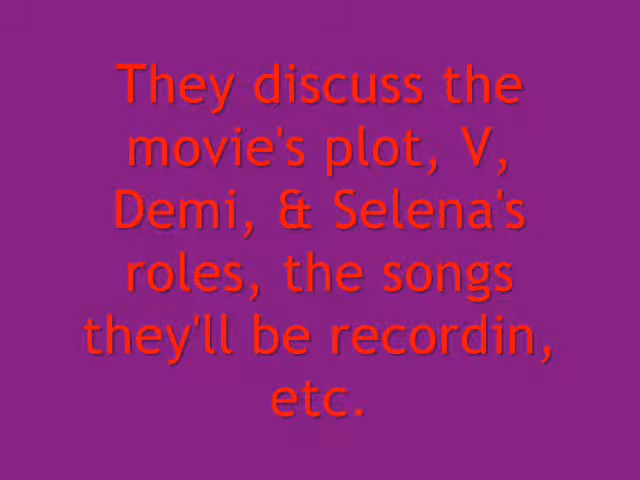 They discuss the
movie's plot, V,
Demi, & Selena's
roles, the songs
they'll be recordin,
etc.